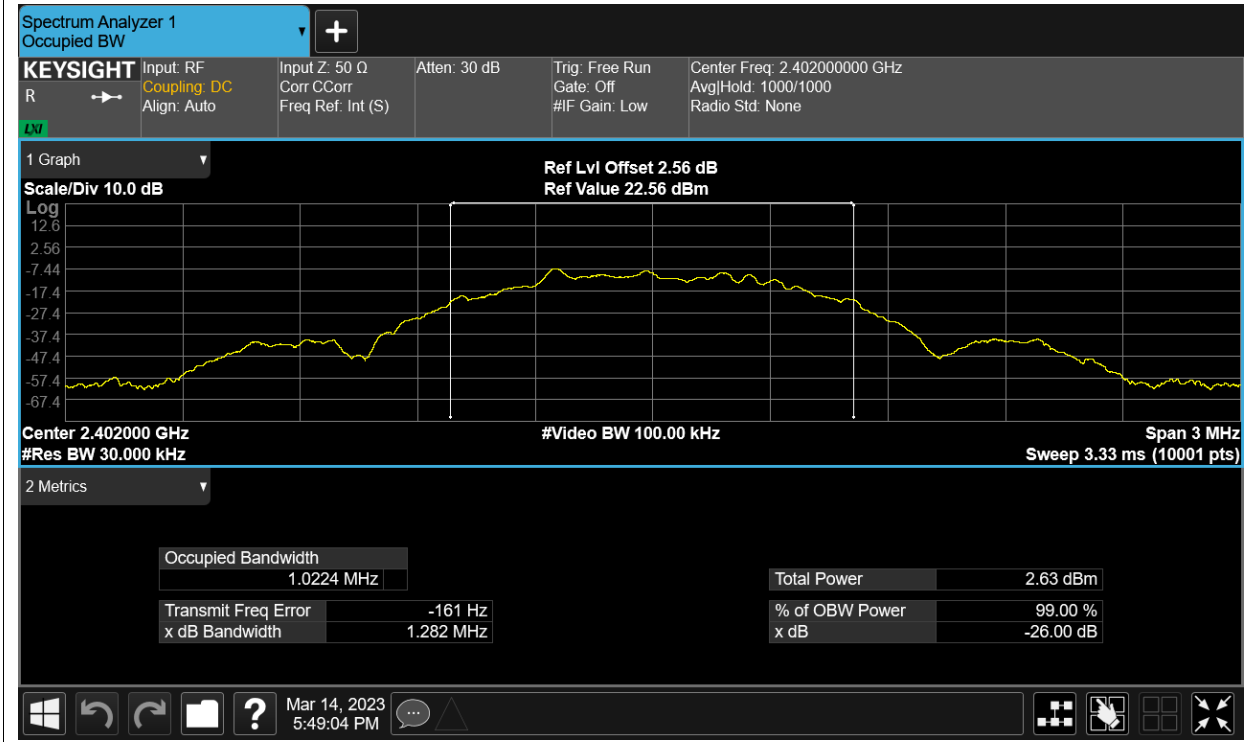 Spectrum Analyzer 1
Occupied BW
KEYSIGHT
R
LXI
Input: RF
Coupling: DC
Align: Auto
Input Z: 50 Ω
Corr CCorr
Freq Ref: Int (S)
Atten: 30 dB
Trig: Free Run
Gate: Off
#IF Gain: Low
Center Freq: 2.402000000 GHz
Avg|Hold: 1000/1000
Radio Std: None
1 Graph
Scale/Div 10.0 dB
Ref Lvl Offset 2.56 dB
Ref Value 22.56 dBm
Log
12.6
2.56
-7.44
-17.4
-27.4
-37.4
-47.4
-57.4
-67.4
Center 2.402000 GHz
#Video BW 100.00 kHz
Span 3 MHz
#Res BW 30.000 kHz
Sweep 3.33 ms (10001 pts)
2 Metrics
Occupied Bandwidth
1.0224 MHz
Total Power 2.63 dBm
Transmit Freq Error -161 Hz
% of OBW Power 99.00 %
x dB Bandwidth 1.282 MHz
x dB -26.00 dB
?
Mar 14, 2023
5:49:04 PM